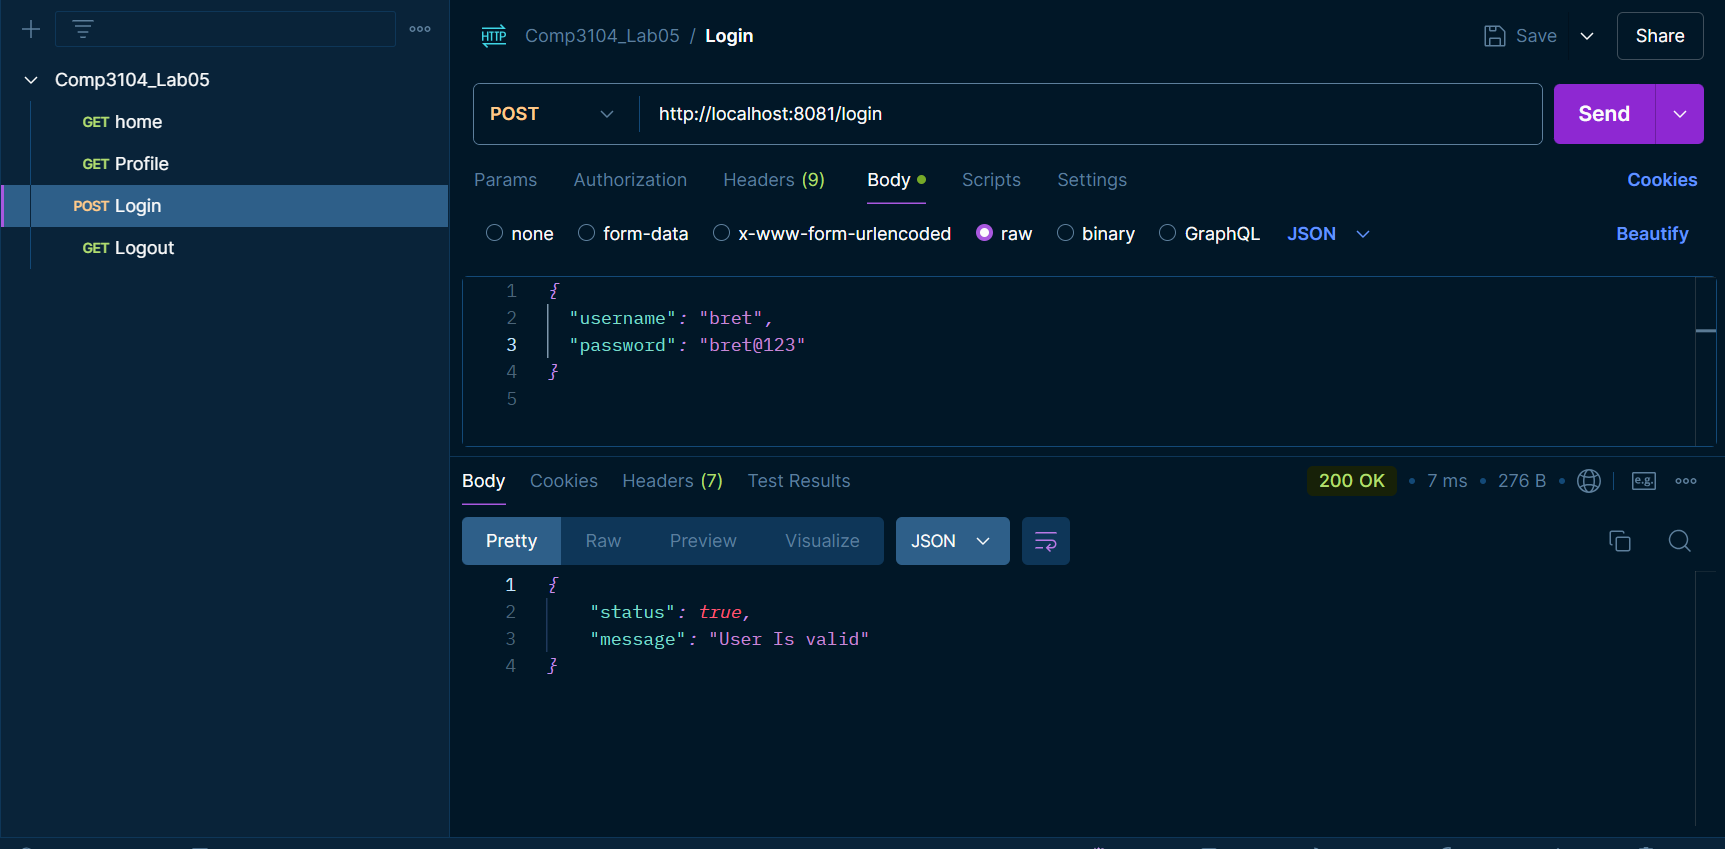 Comp3104_Lab05
GET home
GET Profile
POST Login
GET Logout
HTTP Comp3104_Lab05 / Login
Save
Share
POST http://localhost:8081/login
Send
Params Authorization Headers (9) Body Scripts Settings Cookies
none form-data x-www-form-urlencoded raw binary GraphQL JSON Beautify
1 {
2 "username": "bret",
3 "password": "bret@123"
4 }
5
Body Cookies Headers (7) Test Results 200 OK • 7 ms • 276 B • e.g.
Pretty Raw Preview Visualize JSON
1 {
2 "status": true,
3 "message": "User Is valid"
4 }